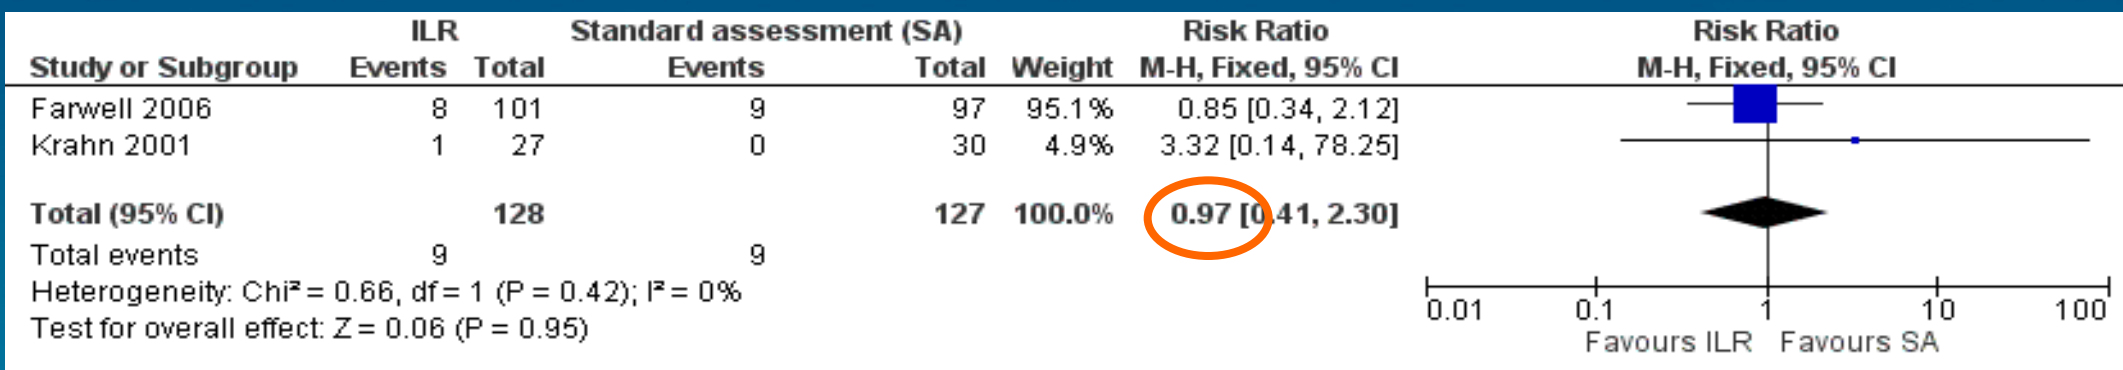 ILR Standard assessment (SA) Risk Ratio Risk Ratio
Study or Subgroup Events Total Events Total Weight M-H, Fixed, 95% CI M-H, Fixed, 95% CI
Farwell 2006 8 101 9 97 95.1% 0.85 [0.34, 2.12]
Krahn 2001 1 27 0 30 4.9% 3.32 [0.14, 78.25]
Total (95% CI) 128 127 100.0% 0.97 [0.41, 2.30]
Total events 9 9
Heterogeneity: Chi² = 0.66, df = 1 (P = 0.42); I² = 0%
Test for overall effect: Z = 0.06 (P = 0.95)
0.01 0.1 1 10 100
Favours ILR Favours SA